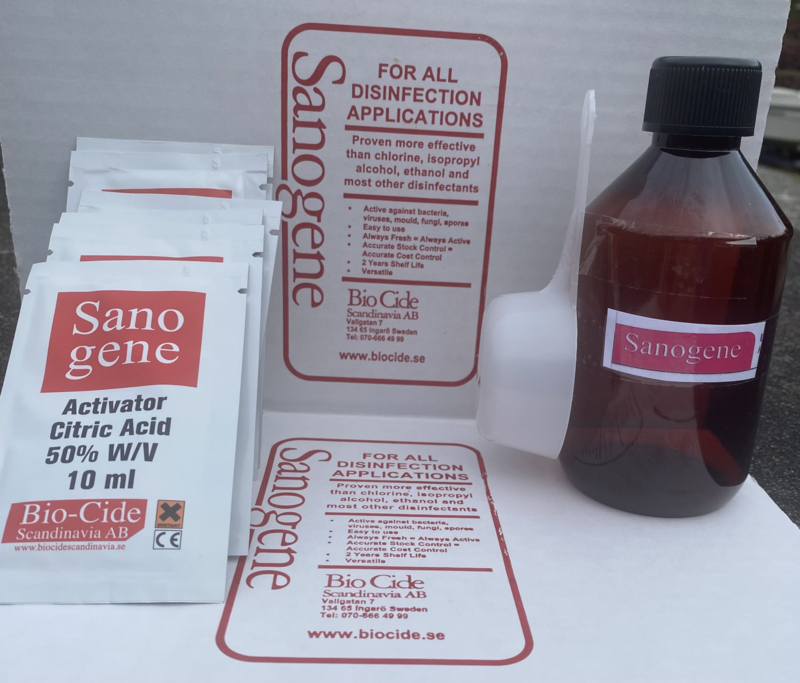 Sanogene
FOR ALL
DISINFECTION
APPLICATIONS
Proven more effective
than chlorine, isopropyl
alcohol, ethanol and
most other disinfectants
• Active against bacteria,
viruses, mould, fungi, spores
• Easy to use
• Always Fresh = Always Active
• Accurate Stock Control =
Accurate Cost Control
• 2 Years Shelf Life
• Versatile
Bio Cide
Scandinavia AB
Vallgatan 7
134 65 Ingarö Sweden
Tel: 070-666 49 99
www.biocide.se
Sano
gene
Activator
Citric Acid
50% W/V
10 ml
Bio-Cide
Scandinavia AB
www.biocidescandinavia.se
IRRITANT
CE
Sanogene
Sanogene
FOR ALL
DISINFECTION
APPLICATIONS
Proven more effective
than chlorine, isopropyl
alcohol, ethanol and
most other disinfectants
• Active against bacteria,
viruses, mould, fungi, spores
• Easy to use
• Always Fresh = Always Active
• Accurate Stock Control =
Accurate Cost Control
• 2 Years Shelf Life
• Versatile
Bio Cide
Scandinavia AB
Vallgatan 7
134 65 Ingarö Sweden
Tel: 070-666 49 99
www.biocide.se